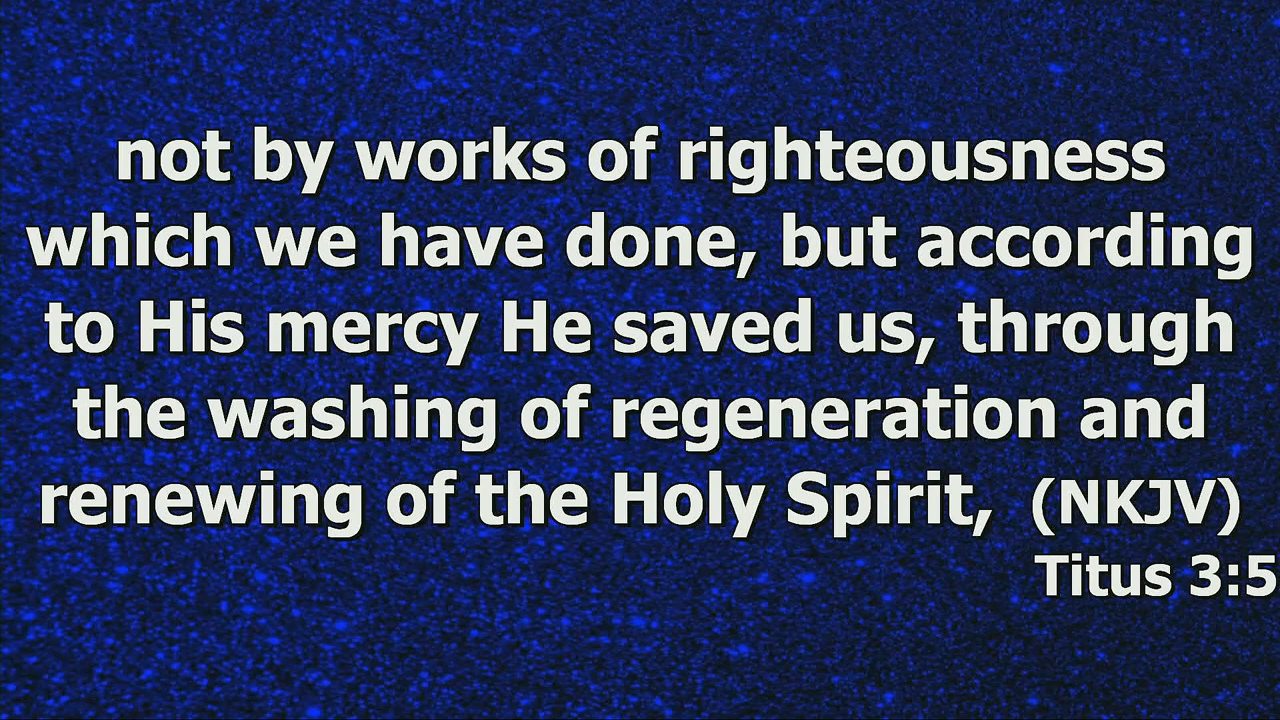 not by works of righteousness
which we have done, but according
to His mercy He saved us, through
the washing of regeneration and
renewing of the Holy Spirit, (NKJV)
Titus 3:5